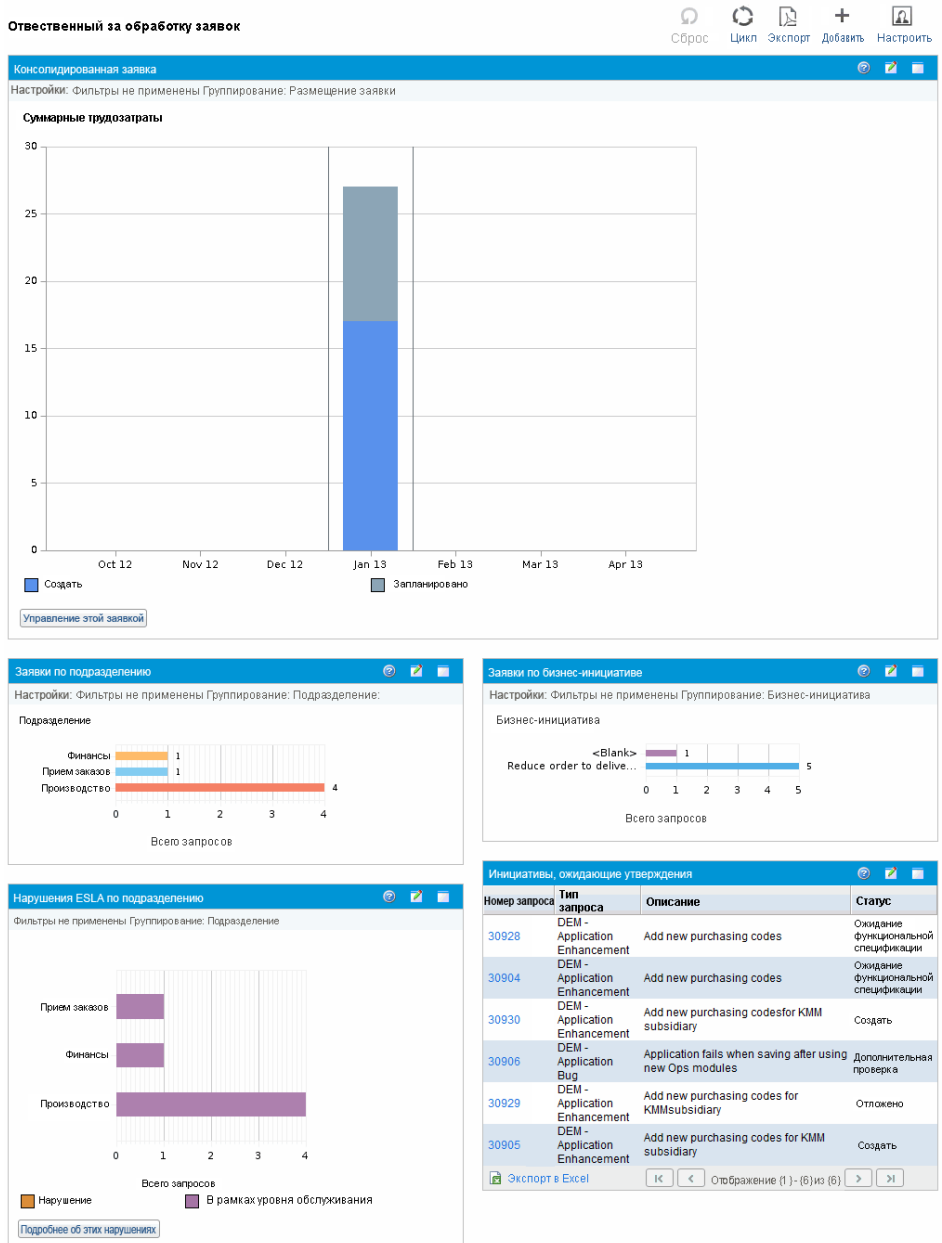 Отвественный за обработку заявок
Сброс Цикл Экспорт Добавить Настроить
Консолидированная заявка
Настройки: Фильтры не применены Группирование: Размещение заявки
Суммарные трудозатраты
30
25
20
15
10
5
0
Oct 12 Nov 12 Dec 12 Jan 13 Feb 13 Mar 13 Apr 13
Создать Запланировано
Управление этой заявкой
Заявки по подразделению
Настройки: Фильтры не применены Группирование: Подразделение:
Подразделение
Финансы 1
Прием заказов 1
Производство 4
0 1 2 3 4
Всего запросов
Заявки по бизнес-инициативе
Настройки: Фильтры не применены Группирование: Бизнес-инициатива
Бизнес-инициатива
<Blank> 1
Reduce order to delive... 5
0 1 2 3 4 5
Всего запросов
Нарушения ESLA по подразделению
Фильтры не применены Группирование: Подразделение
Прием заказов
Финансы
Производство
0 1 2 3 4
Всего запросов
Нарушение В рамках уровня обслуживания
Подробнее об этих нарушениях
Инициативы, ожидающие утверждения
Номер запроса Тип запроса Описание Статус
30928 DEM - Application Enhancement Add new purchasing codes Ожидание функциональной спецификации
30904 DEM - Application Enhancement Add new purchasing codes Ожидание функциональной спецификации
30930 DEM - Application Enhancement Add new purchasing codesfor KMM subsidiary Создать
30906 DEM - Application Bug Application fails when saving after using new Ops modules Дополнительная проверка
30929 DEM - Application Enhancement Add new purchasing codes for KMMsubsidiary Отложено
30905 DEM - Application Enhancement Add new purchasing codes for KMM subsidiary Создать
Экспорт в Excel Отображение (1 ) - (6) из (6)